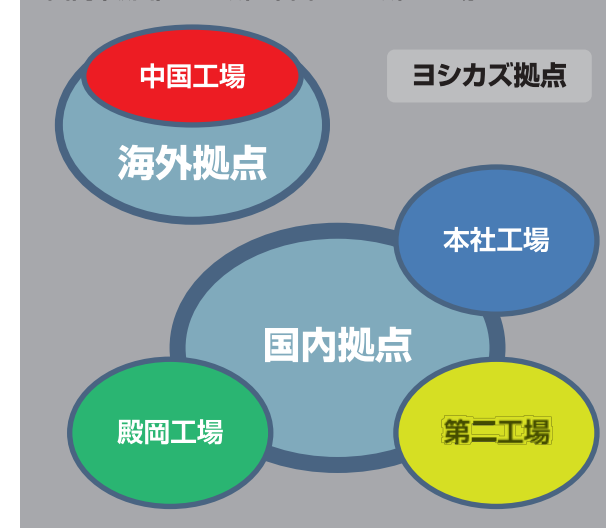 中国工場
ヨシカズ拠点
海外拠点
本社工場
国内拠点
殿岡工場
第二工場